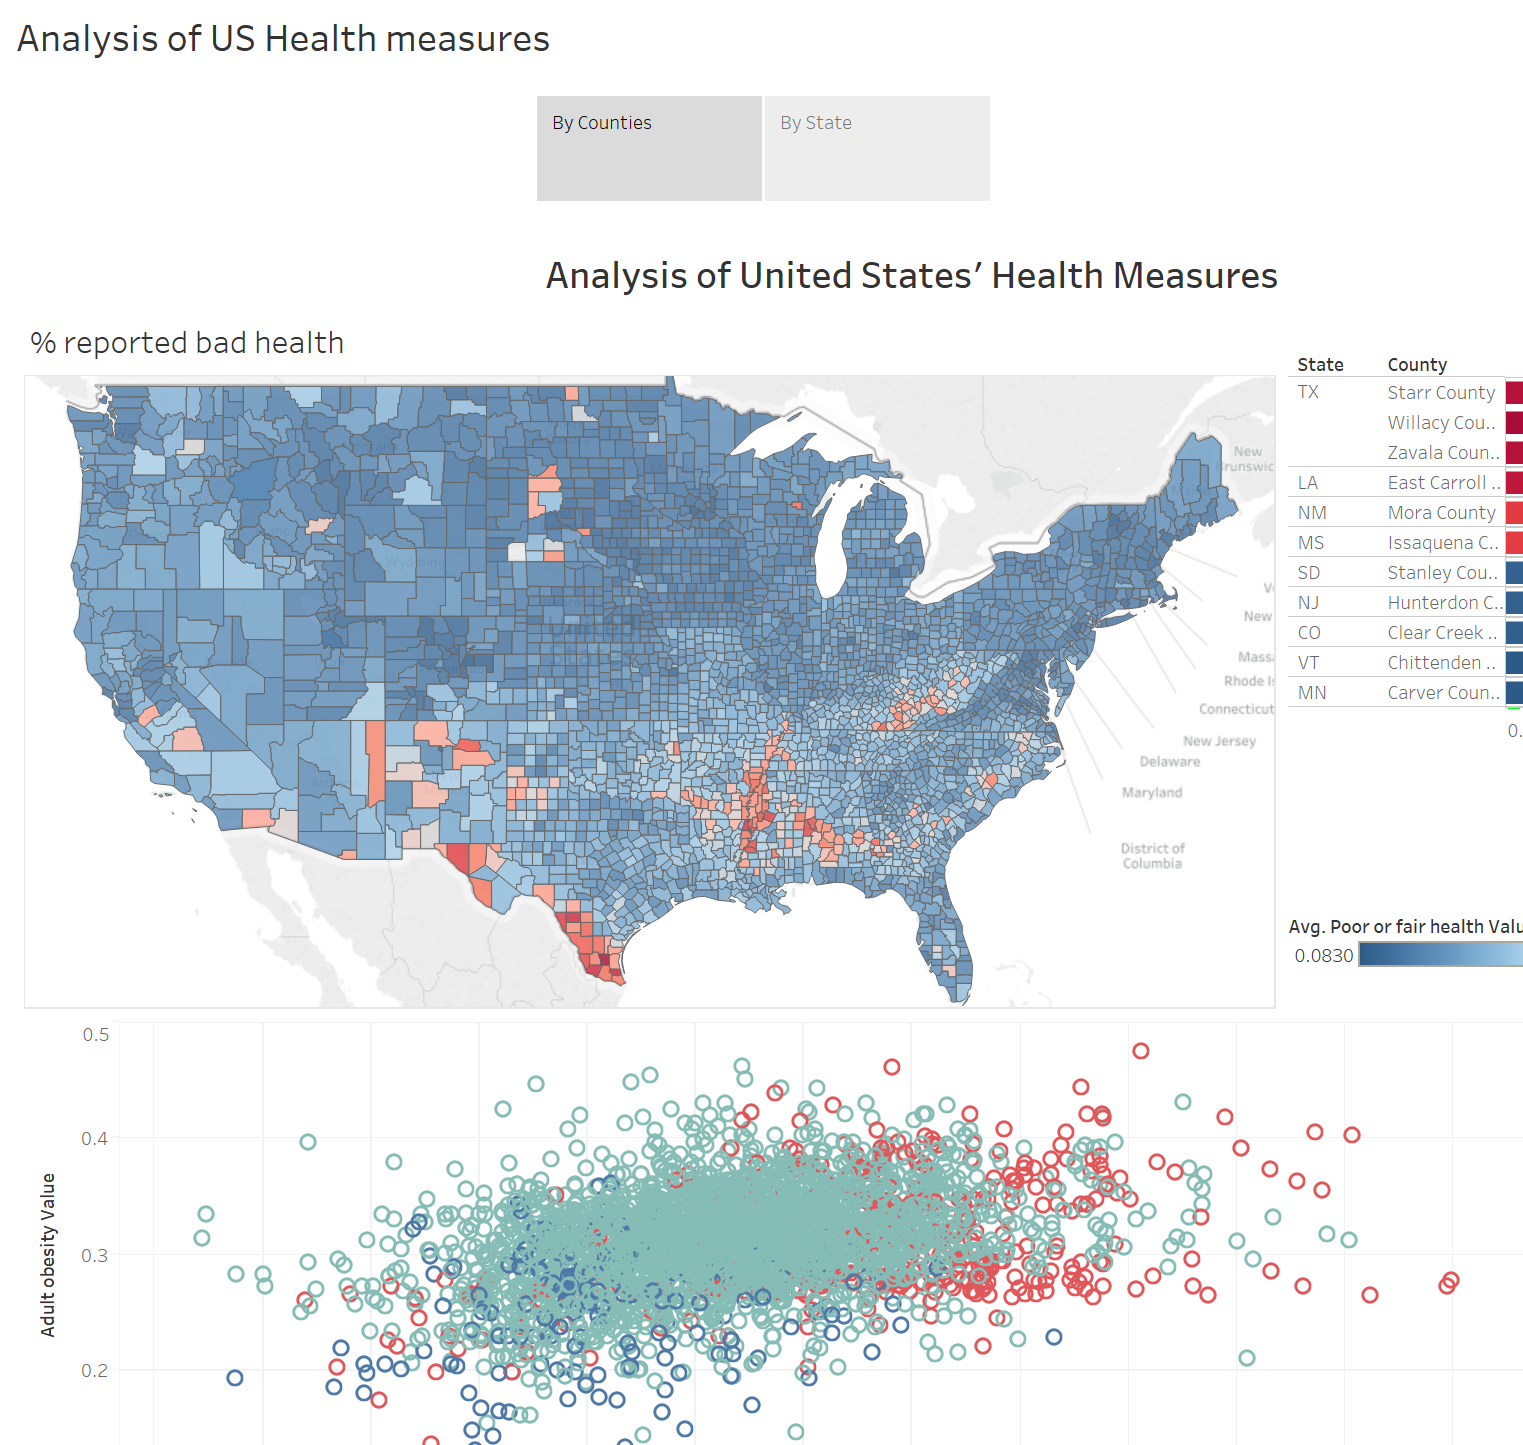 Analysis of US Health measures
By Counties
By State
Analysis of United States’ Health Measures
% reported bad health
State County
TX Starr County
Willacy Cou..
Zavala Coun..
LA East Carroll ..
NM Mora County
MS Issaquena C..
SD Stanley Cou..
NJ Hunterdon C..
CO Clear Creek ..
VT Chittenden ..
MN Carver Coun..
0.
New
Brunswic
United
States
Wyoming
V
New
Massa
Rhode Is
Connecticut
New Jersey
Delaware
Maryland
District of
Columbia
Avg. Poor or fair health Valu
0.0830
0.5
0.4
0.3
0.2
Adult obesity Value